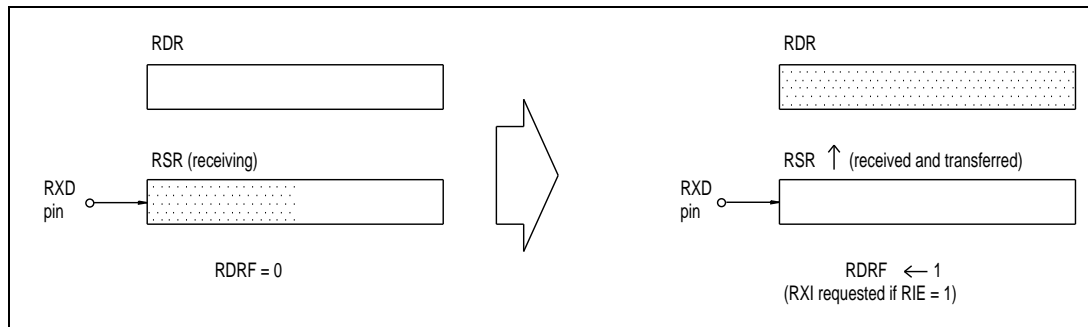 RDR
RSR (receiving)
RXD
pin
RDRF = 0
RDR
RSR ↑ (received and transferred)
RXD
pin
RDRF ← 1
(RXI requested if RIE = 1)